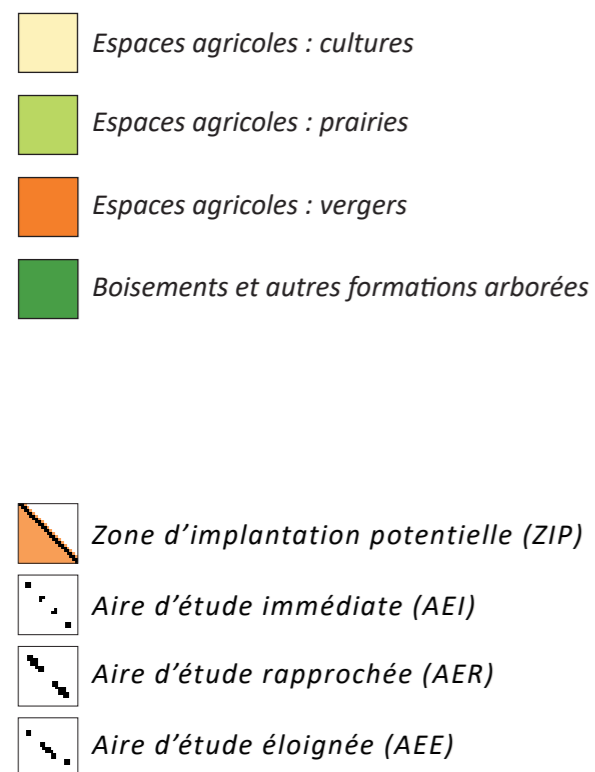 Espaces agricoles : cultures
Espaces agricoles : prairies
Espaces agricoles : vergers
Boisements et autres formations arborées
Zone d’implantation potentielle (ZIP)
Aire d’étude immédiate (AEI)
Aire d’étude rapprochée (AER)
Aire d’étude éloignée (AEE)